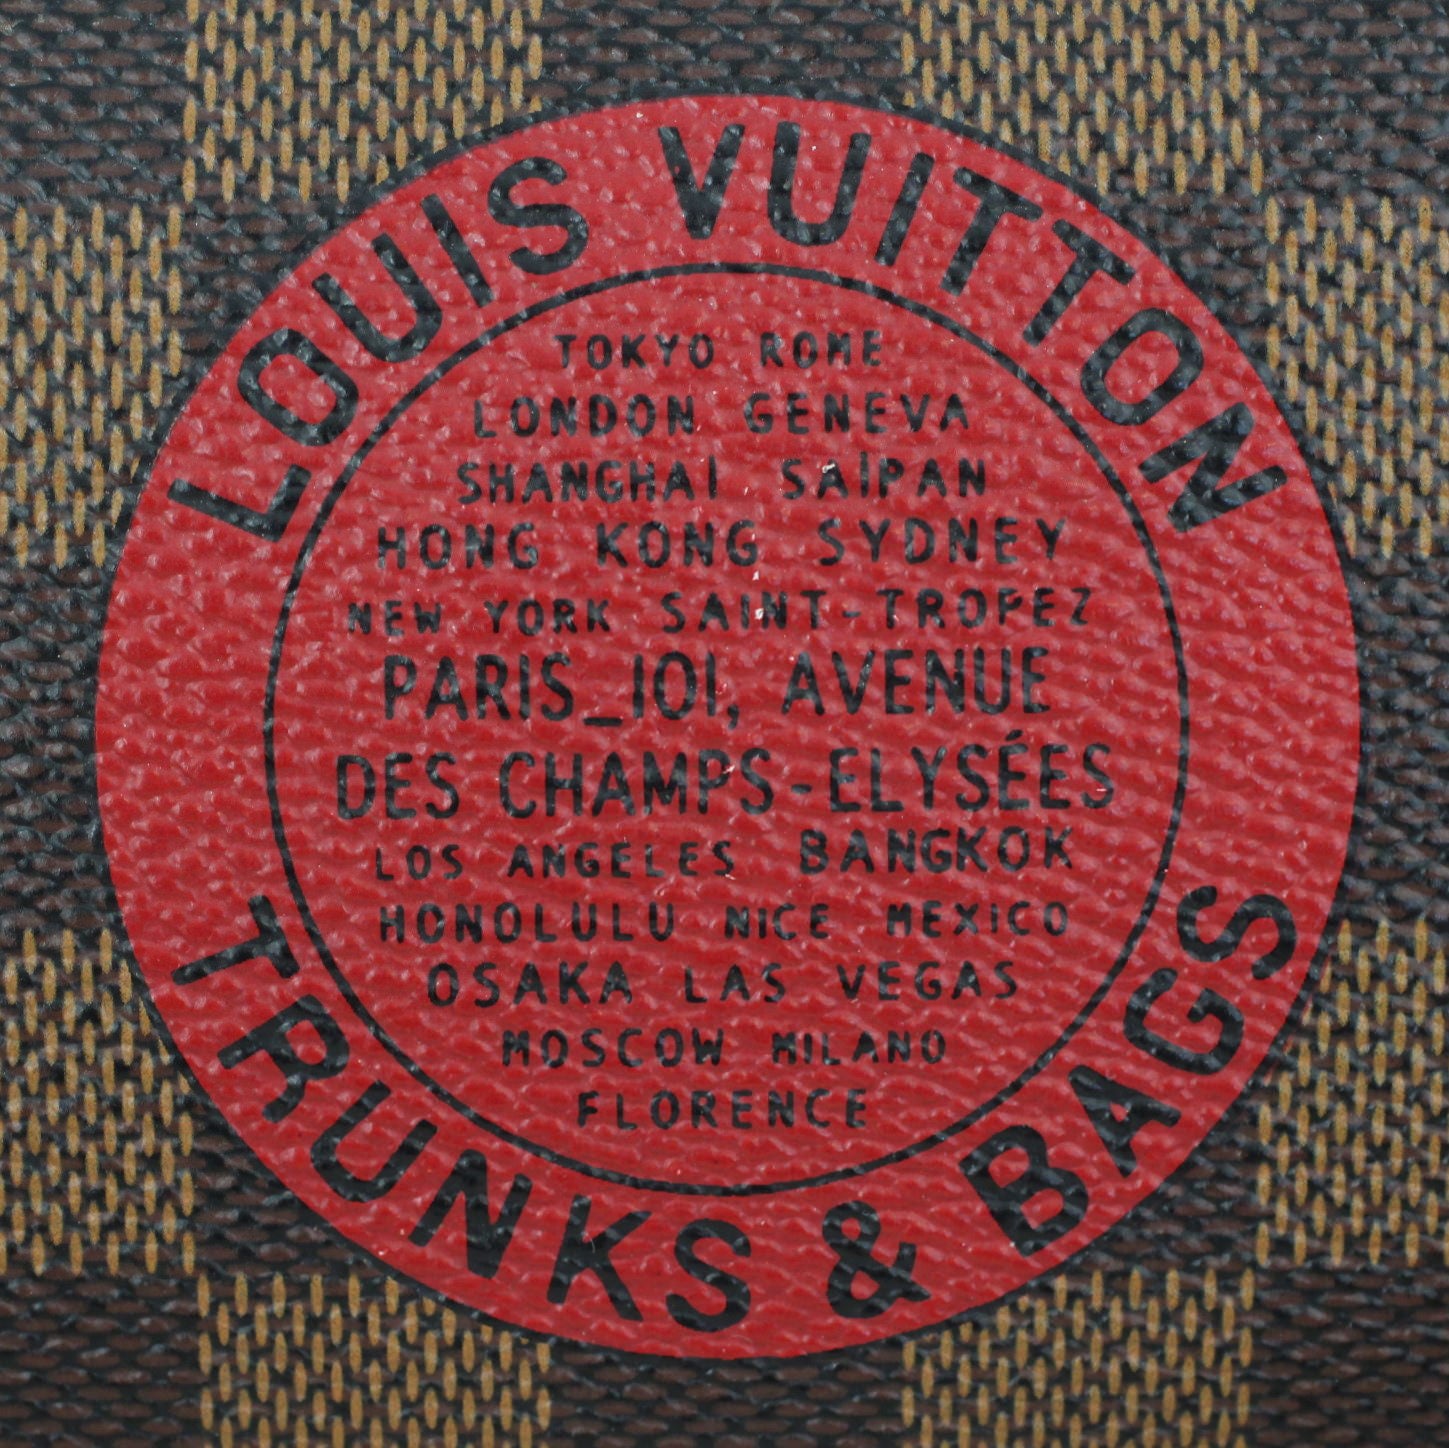 LOUIS VUITTON
TOKYO ROME
LONDON GENEVA
SHANGHAI SAIPAN
HONG KONG SYDNEY
NEW YORK SAINT-TROPEZ
PARIS_101, AVENUE
DES CHAMPS-ELYSÉES
LOS ANGELES BANGKOK
HONOLULU NICE MEXICO
OSAKA LAS VEGAS
MOSCOW MILANO
FLORENCE
TRUNKS & BAGS